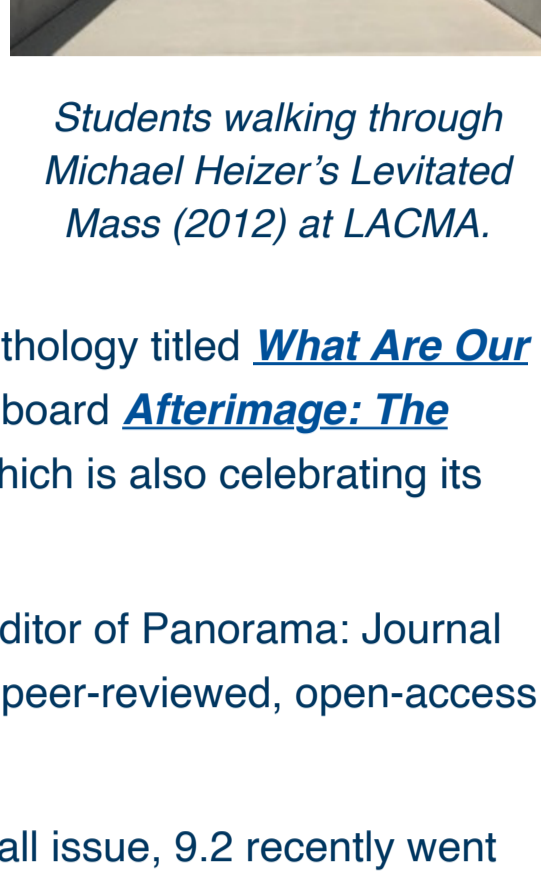 Students walking through
Michael Heizer’s Levitated
Mass (2012) at LACMA.
thology titled What Are Our
board Afterimage: The
hich is also celebrating its
ditor of Panorama: Journal
peer-reviewed, open-access
all issue, 9.2 recently went